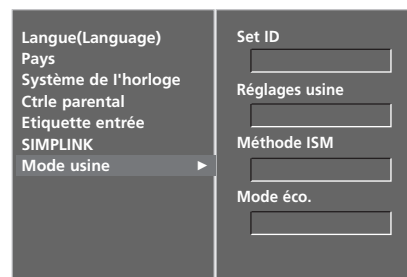 Langue(Language)
Pays
Système de I'horloge
Ctrle parental
Etiquette entrée
SIMPLINK
Mode usine ►
Set ID
Réglages usine
Méthode ISM
Mode éco.